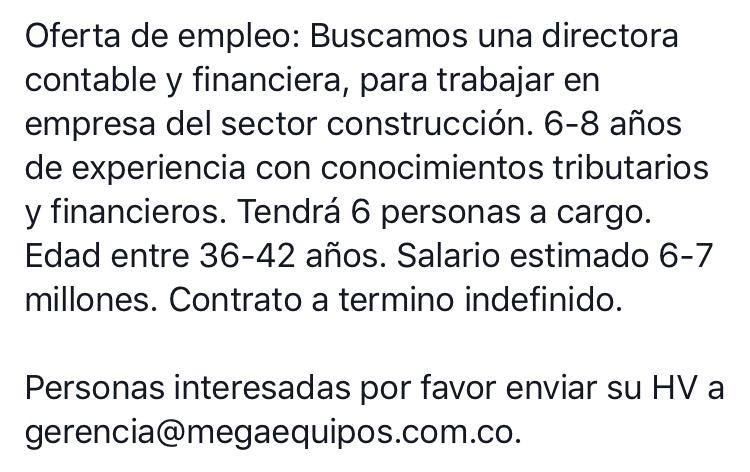 Oferta de empleo: Buscamos una directora
contable y financiera, para trabajar en
empresa del sector construcción. 6-8 años
de experiencia con conocimientos tributarios
y financieros. Tendrá 6 personas a cargo.
Edad entre 36-42 años. Salario estimado 6-7
millones. Contrato a termino indefinido.
Personas interesadas por favor enviar su HV a
gerencia@megaequipos.com.co.